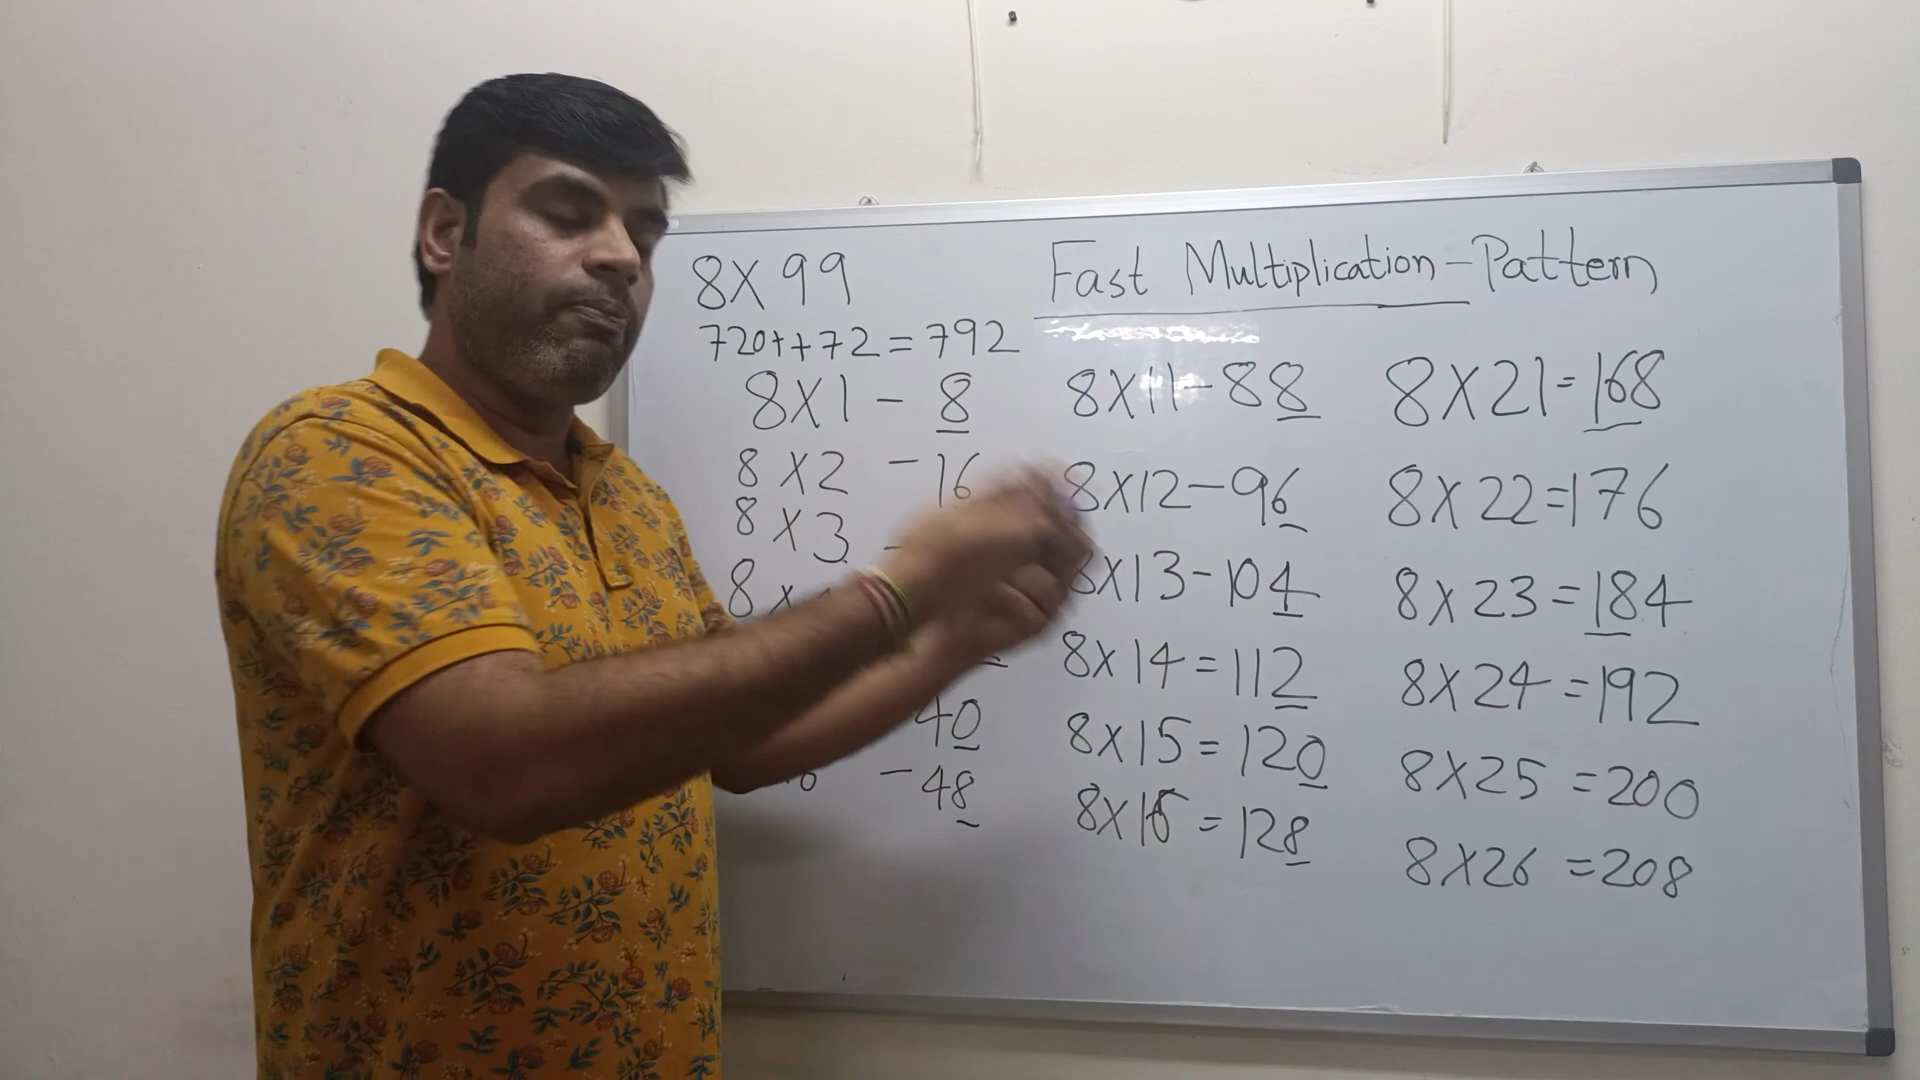 Fast Multiplication - Pattern
8X99
720++72=792
8X1 - 8
8X2 - 16
8X3 -
8X
40
- 48
8X11-88
8X12-96
8X13-104
8X14=112
8X15=120
8X16=128
8X21=168
8X22=176
8X23=184
8X24=192
8X25=200
8X26=208